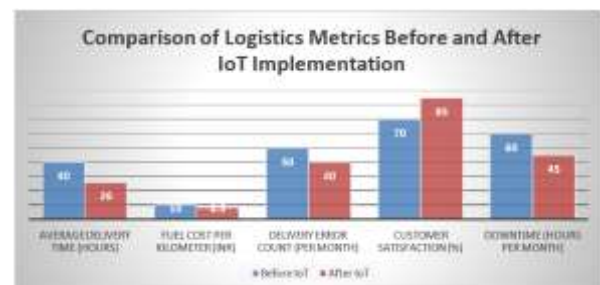 Comparison of Logistics Metrics Before and After
IoT Implementation
40
26
50
40
70
85
60
45
AVERAGE DELIVERY
TIME (HOURS)
FUEL COST PER
KILOMETER (INR)
DELIVERY ERROR
COUNT (PER MONTH)
CUSTOMER
SATISFACTION (%)
DOWNTIME (HOURS
PER MONTH)
Before IoT
After IoT